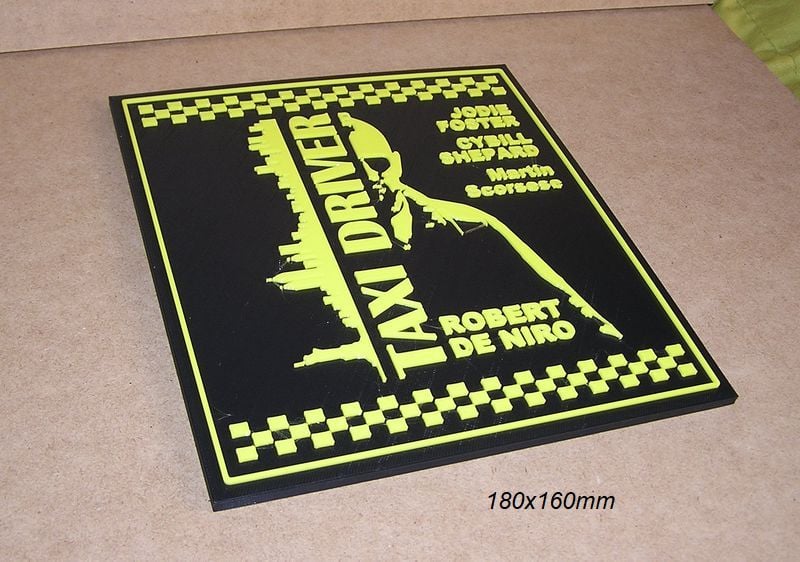 JODIE
FOSTER
CYBILL
SHEPARD
Martin
Scorsese
TAXI DRIVER
ROBERT
DE NIRO
180x160mm